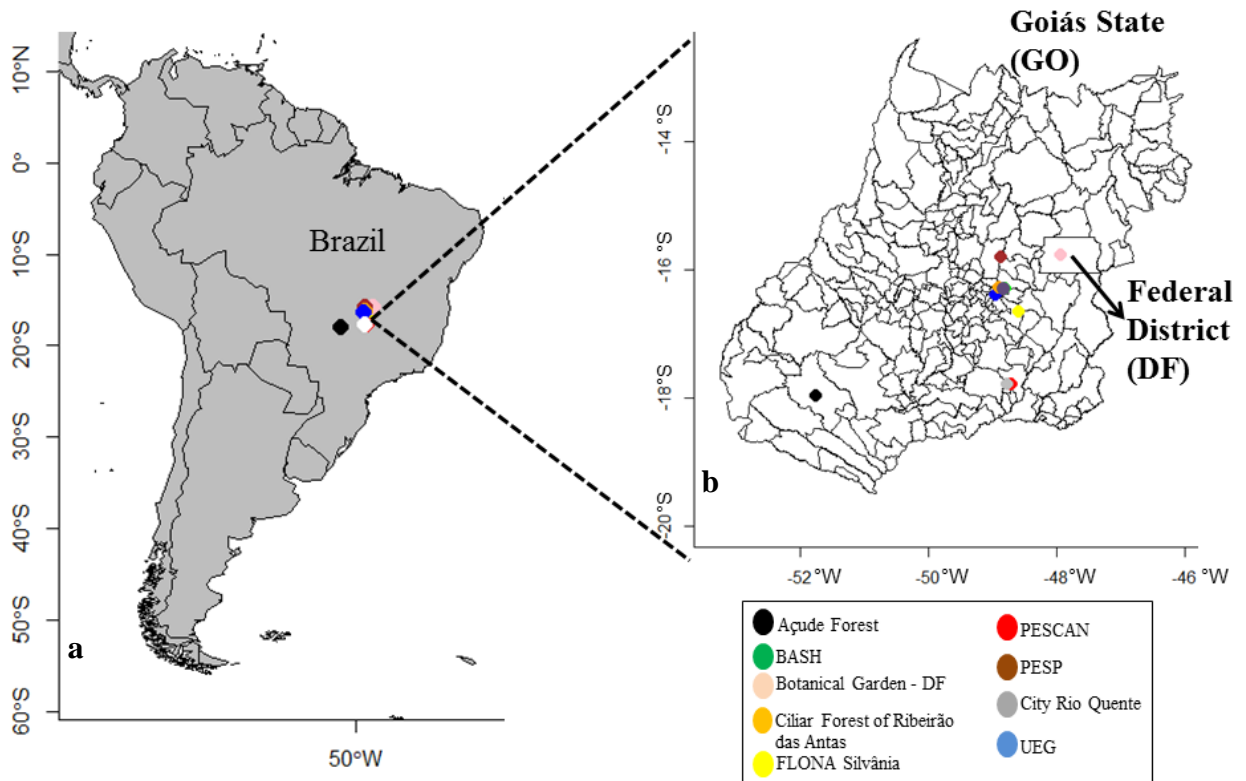 10°N
0°
10°S
20°S
30°S
40°S
50°S
60°S
50°W
Brazil
a
Goiás State
(GO)
-14°S
-16°S
-18°S
-20°S
-52°W
-50°W
-48°W
-46°W
Federal
District
(DF)
b
Açude Forest
BASH
Botanical Garden - DF
Ciliar Forest of Ribeirão
das Antas
FLONA Silvânia
PESCAN
PESP
City Rio Quente
UEG